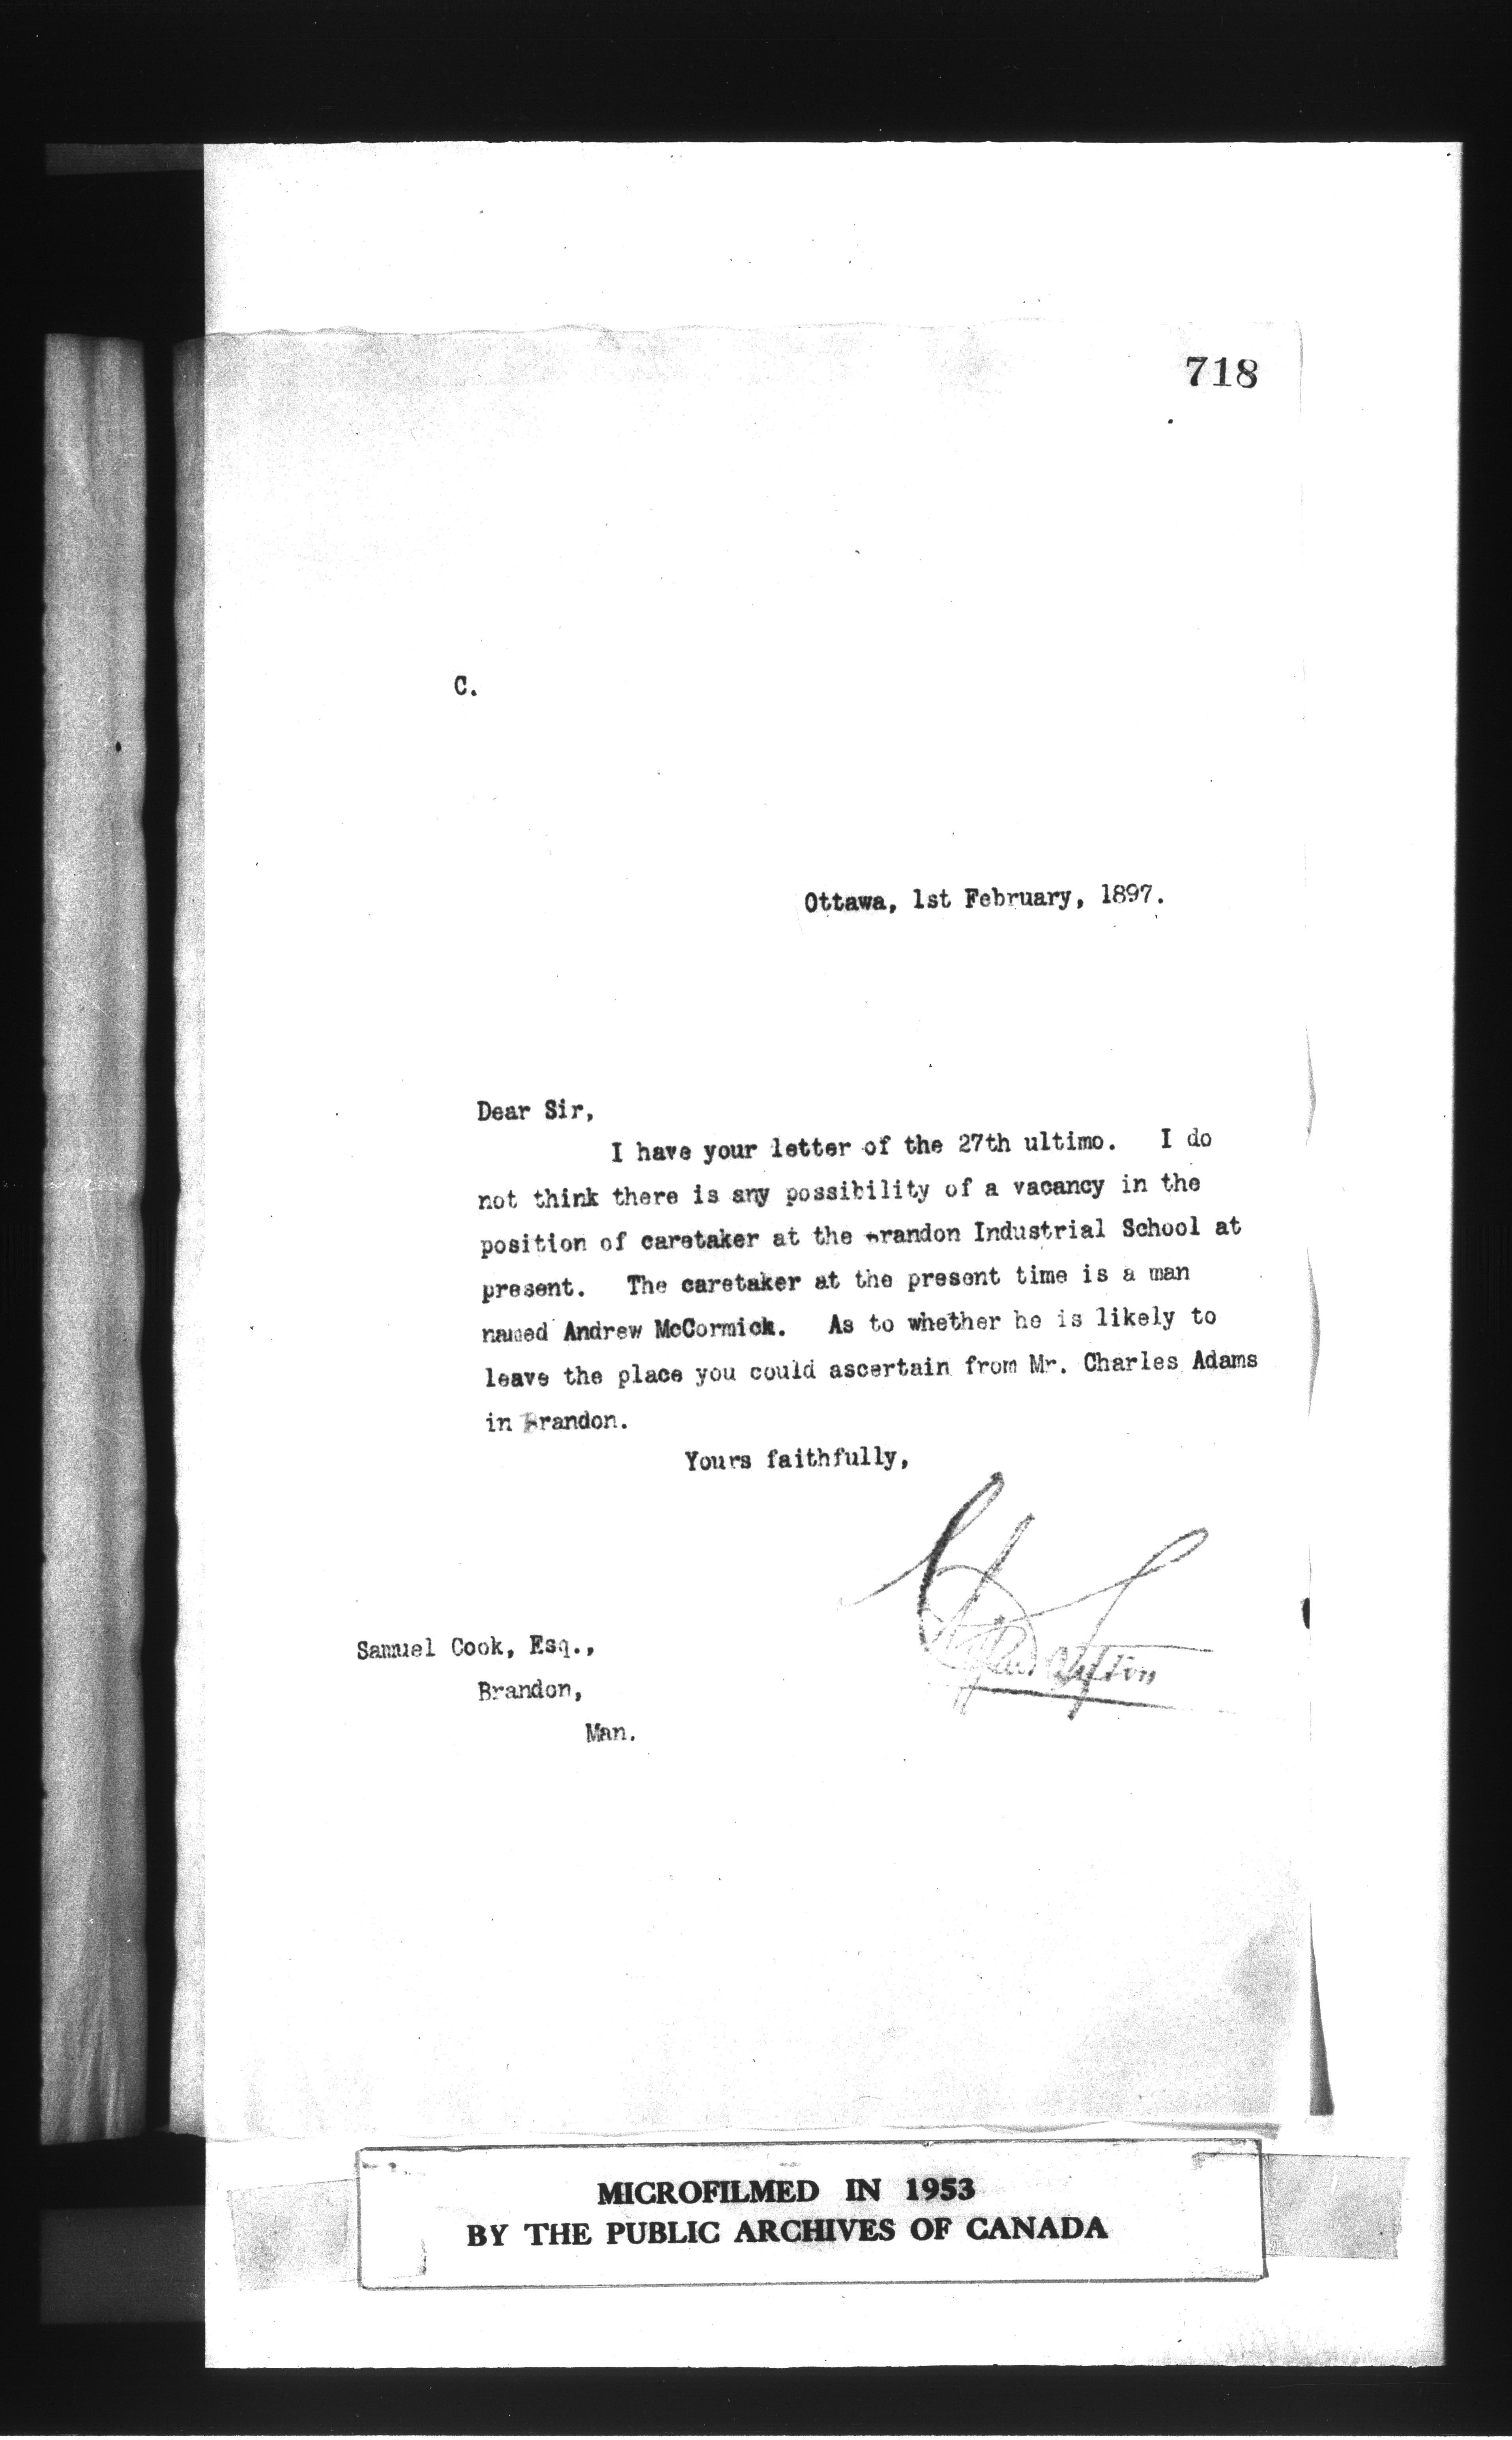 718
C.
Ottawa, 1st February, 1897.
Dear Sir,
I have your letter of the 27th ultimo. I do
not think there is any possibility of a vacancy in the
position of caretaker at the Brandon Industrial School at
present. The caretaker at the present time is a man
named Andrew McCormick. As to whether he is likely to
leave the place you could ascertain from Mr. Charles Adams
in Brandon.
Yours faithfully,
Clifford Sifton
Samuel Cook, Esq.,
Brandon,
Man.
MICROFILMED IN 1953
BY THE PUBLIC ARCHIVES OF CANADA